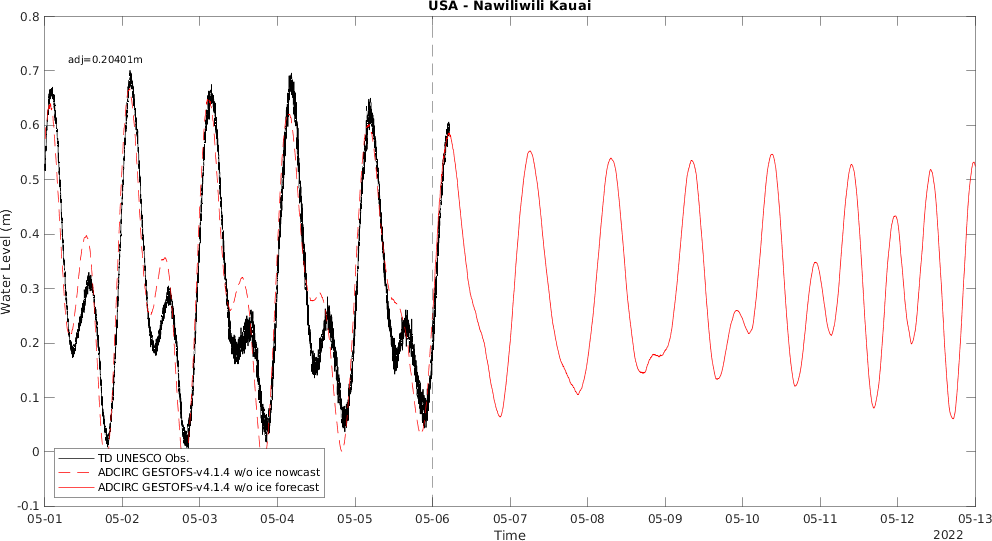 USA - Nawiliwili Kauai
0.8
adj=0.20401m
0.7
0.6
0.5
0.4
0.3
0.2
0.1
0
-0.1
Water Level (m)
TD UNESCO Obs.
ADCIRC GESTOFS-v4.1.4 w/o ice nowcast
ADCIRC GESTOFS-v4.1.4 w/o ice forecast
05-01 05-02 05-03 05-04 05-05 05-06 05-07 05-08 05-09 05-10 05-11 05-12 05-13
Time
2022